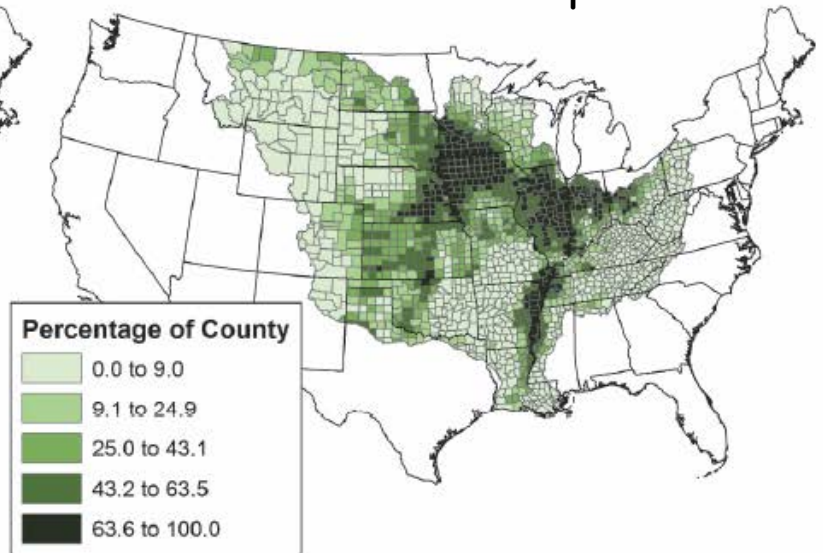 Percentage of County
0.0 to 9.0
9.1 to 24.9
25.0 to 43.1
43.2 to 63.5
63.6 to 100.0